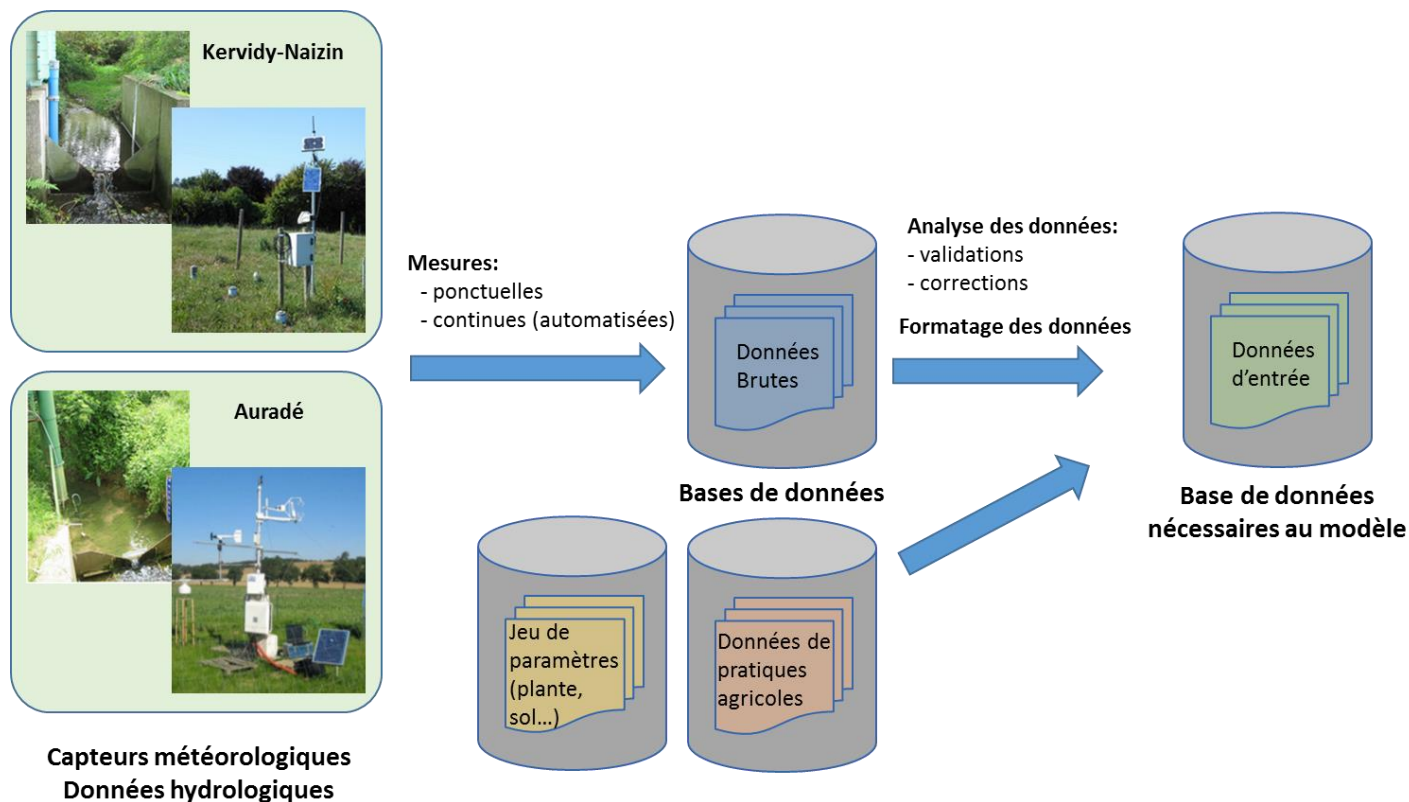 Kervidy-Naizin
Auradé
Capteurs météorologiques
Données hydrologiques
Mesures:
- ponctuelles
- continues (automatisées)
Données
Brutes
Bases de données
Jeu de
paramètres
(plante,
sol...)
Données de
pratiques
agricoles
Analyse des données:
- validations
- corrections
Formatage des données
Données
d’entrée
Base de données
nécessaires au modèle